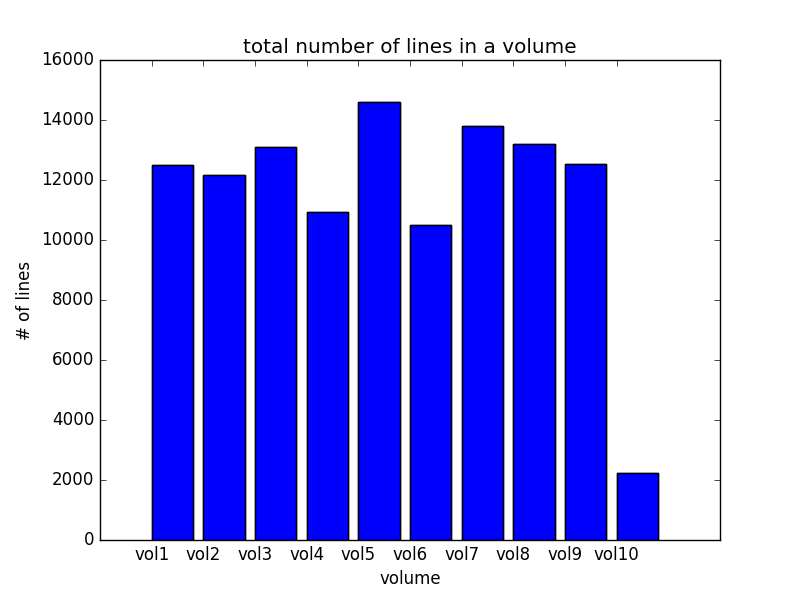 total number of lines in a volume
16000
14000
12000
10000
8000
6000
4000
2000
0
# of lines
vol1 vol2 vol3 vol4 vol5 vol6 vol7 vol8 vol9 vol10
volume